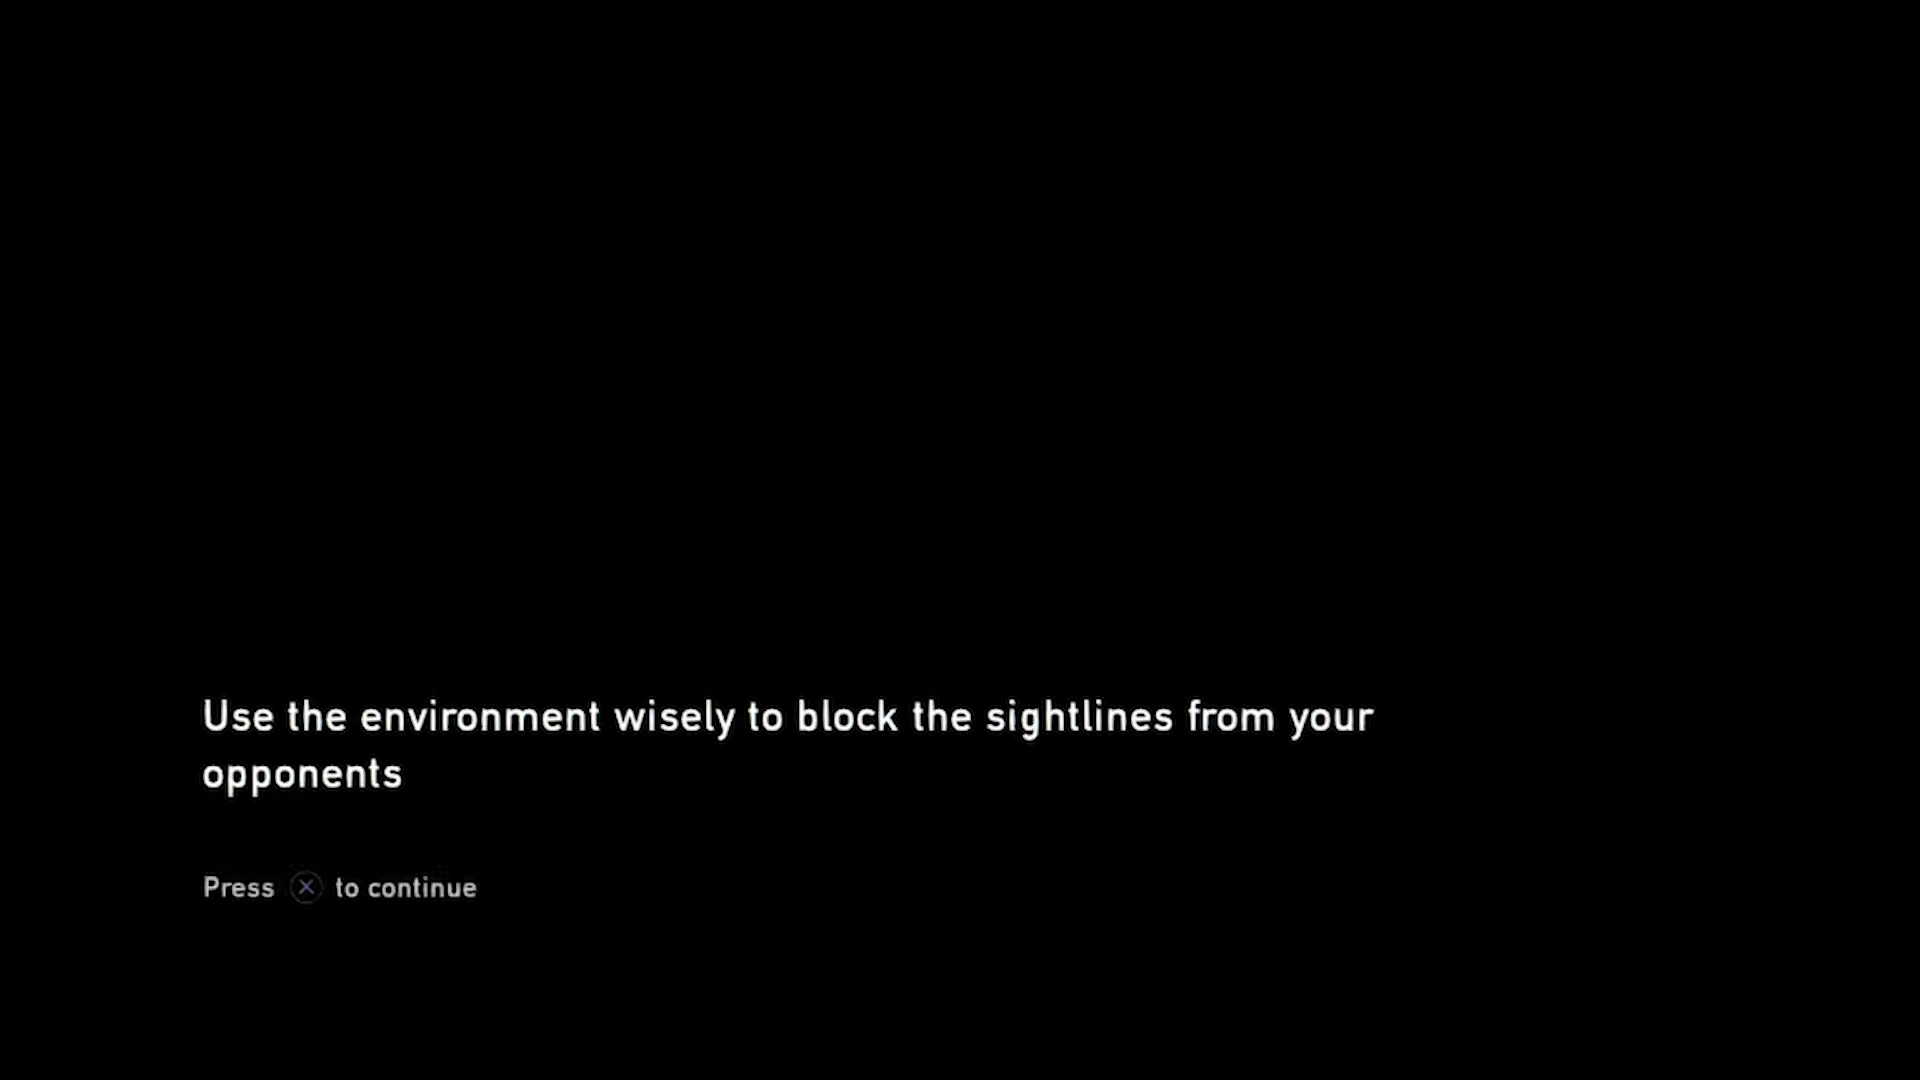 Use the environment wisely to block the sightlines from your
opponents
Press ⓧ to continue